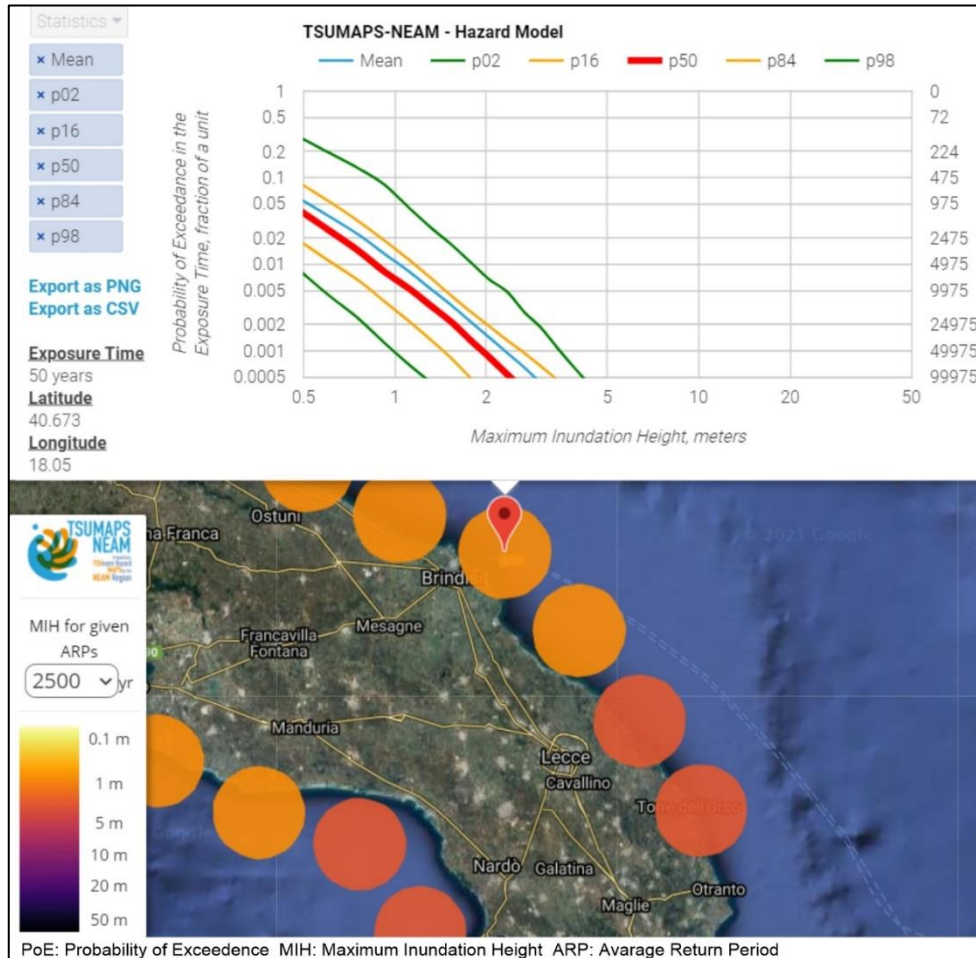 Statistics
× Mean
× p02
× p16
× p50
× p84
× p98
Export as PNG
Export as CSV
Exposure Time
50 years
Latitude
40.673
Longitude
18.05
TSUMAPS-NEAM - Hazard Model
Mean p02 p16 p50 p84 p98
Probability of Exceedance in the
Exposure Time, fraction of a unit
1
0.5
0.2
0.1
0.05
0.02
0.01
0.005
0.002
0.001
0.0005
0
72
224
475
975
2475
4975
9975
24975
49975
99975
0.5 1 2 5 10 20 50
Maximum Inundation Height, meters
TSUMAPS
NEAM
NEAM Region
MIH for given
ARPs
2500 yr
0.1 m
1 m
5 m
10 m
20 m
50 m
Ostuni
na Franca
© 2021 Google
Brindisi
Mesagne
Francavilla
Fontana
90
Manduria
Lecce
Cavallino
Torre dell'Orso
Nardò
Galatina
Maglie
Otranto
PoE: Probability of Exceedence MIH: Maximum Inundation Height ARP: Avarage Return Period